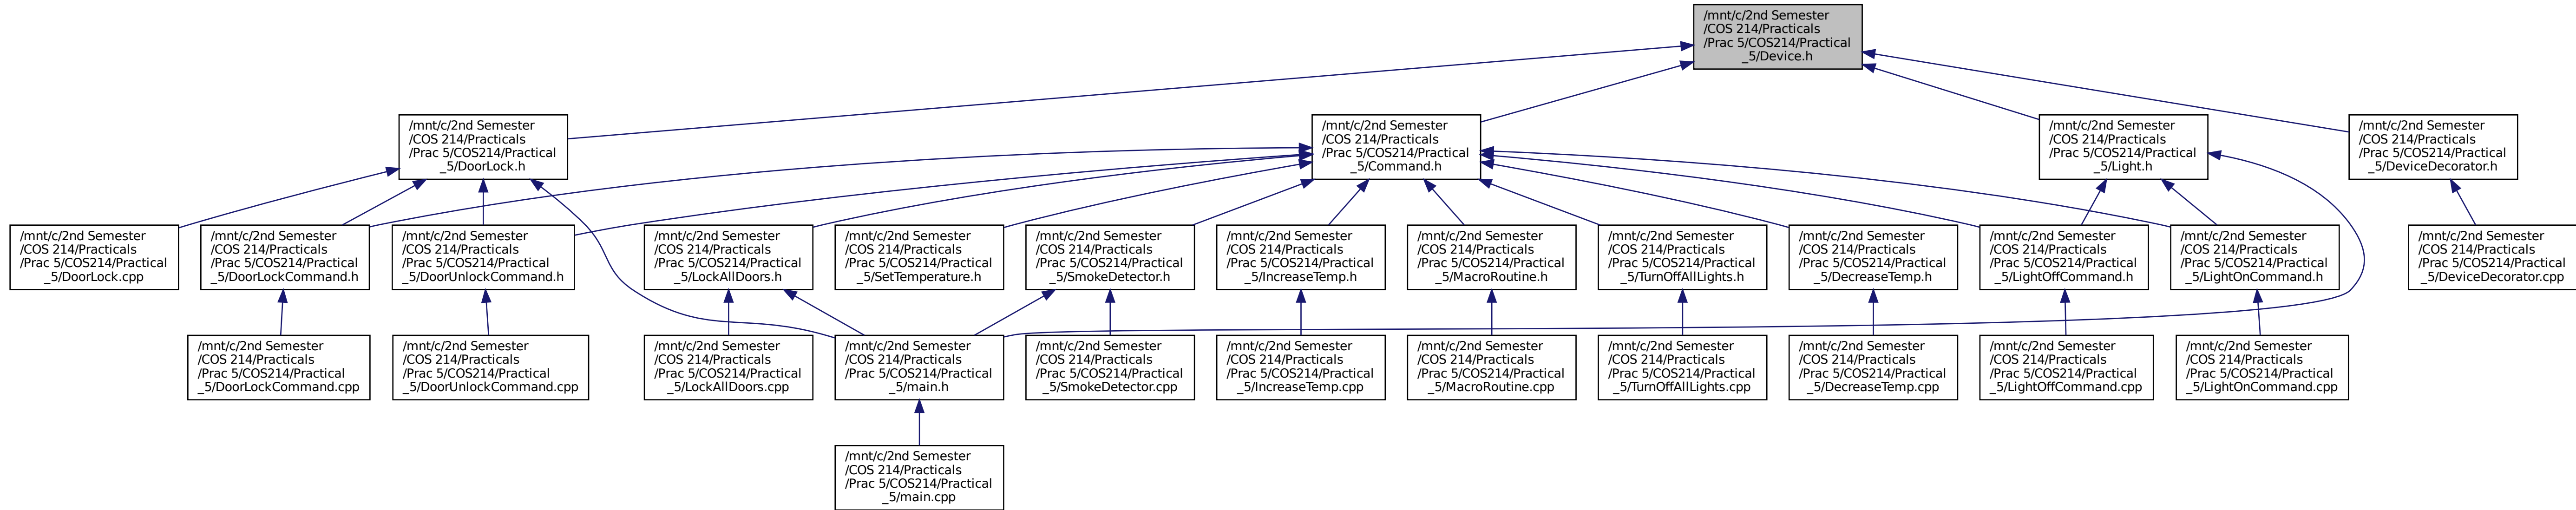 /mnt/c/2nd Semester
/COS 214/Practicals
/Prac 5/COS214/Practical
_5/Device.h
/mnt/c/2nd Semester
/COS 214/Practicals
/Prac 5/COS214/Practical
_5/DoorLock.h
/mnt/c/2nd Semester
/COS 214/Practicals
/Prac 5/COS214/Practical
_5/Command.h
/mnt/c/2nd Semester
/COS 214/Practicals
/Prac 5/COS214/Practical
_5/Light.h
/mnt/c/2nd Semester
/COS 214/Practicals
/Prac 5/COS214/Practical
_5/DeviceDecorator.h
/mnt/c/2nd Semester
/COS 214/Practicals
/Prac 5/COS214/Practical
_5/DoorLock.cpp
/mnt/c/2nd Semester
/COS 214/Practicals
/Prac 5/COS214/Practical
_5/DoorLockCommand.h
/mnt/c/2nd Semester
/COS 214/Practicals
/Prac 5/COS214/Practical
_5/DoorUnlockCommand.h
/mnt/c/2nd Semester
/COS 214/Practicals
/Prac 5/COS214/Practical
_5/LockAllDoors.h
/mnt/c/2nd Semester
/COS 214/Practicals
/Prac 5/COS214/Practical
_5/SetTemperature.h
/mnt/c/2nd Semester
/COS 214/Practicals
/Prac 5/COS214/Practical
_5/SmokeDetector.h
/mnt/c/2nd Semester
/COS 214/Practicals
/Prac 5/COS214/Practical
_5/IncreaseTemp.h
/mnt/c/2nd Semester
/COS 214/Practicals
/Prac 5/COS214/Practical
_5/MacroRoutine.h
/mnt/c/2nd Semester
/COS 214/Practicals
/Prac 5/COS214/Practical
_5/TurnOffAllLights.h
/mnt/c/2nd Semester
/COS 214/Practicals
/Prac 5/COS214/Practical
_5/DecreaseTemp.h
/mnt/c/2nd Semester
/COS 214/Practicals
/Prac 5/COS214/Practical
_5/LightOffCommand.h
/mnt/c/2nd Semester
/COS 214/Practicals
/Prac 5/COS214/Practical
_5/LightOnCommand.h
/mnt/c/2nd Semester
/COS 214/Practicals
/Prac 5/COS214/Practical
_5/DeviceDecorator.cpp
/mnt/c/2nd Semester
/COS 214/Practicals
/Prac 5/COS214/Practical
_5/DoorLockCommand.cpp
/mnt/c/2nd Semester
/COS 214/Practicals
/Prac 5/COS214/Practical
_5/DoorUnlockCommand.cpp
/mnt/c/2nd Semester
/COS 214/Practicals
/Prac 5/COS214/Practical
_5/LockAllDoors.cpp
/mnt/c/2nd Semester
/COS 214/Practicals
/Prac 5/COS214/Practical
_5/main.h
/mnt/c/2nd Semester
/COS 214/Practicals
/Prac 5/COS214/Practical
_5/SmokeDetector.cpp
/mnt/c/2nd Semester
/COS 214/Practicals
/Prac 5/COS214/Practical
_5/IncreaseTemp.cpp
/mnt/c/2nd Semester
/COS 214/Practicals
/Prac 5/COS214/Practical
_5/MacroRoutine.cpp
/mnt/c/2nd Semester
/COS 214/Practicals
/Prac 5/COS214/Practical
_5/TurnOffAllLights.cpp
/mnt/c/2nd Semester
/COS 214/Practicals
/Prac 5/COS214/Practical
_5/DecreaseTemp.cpp
/mnt/c/2nd Semester
/COS 214/Practicals
/Prac 5/COS214/Practical
_5/LightOffCommand.cpp
/mnt/c/2nd Semester
/COS 214/Practicals
/Prac 5/COS214/Practical
_5/LightOnCommand.cpp
/mnt/c/2nd Semester
/COS 214/Practicals
/Prac 5/COS214/Practical
_5/main.cpp